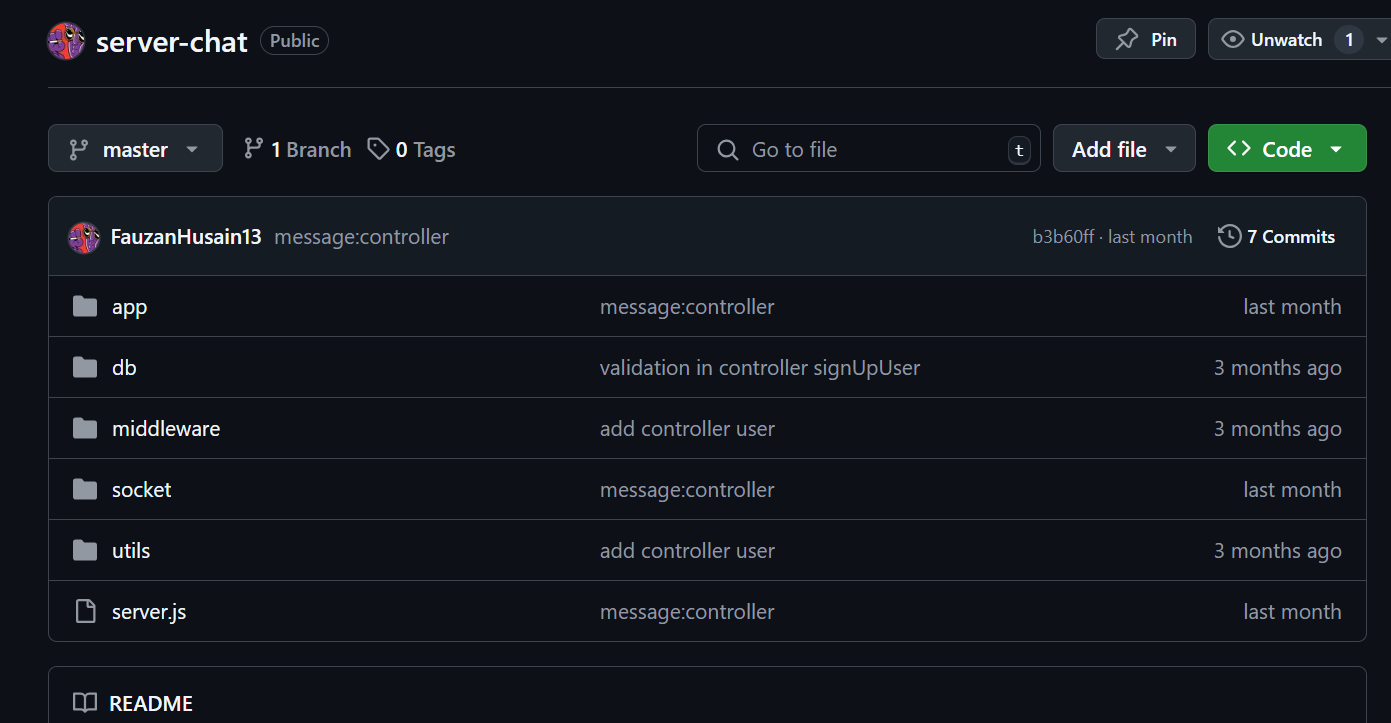 server-chat Public Pin Unwatch 1
master 1 Branch 0 Tags Go to file t Add file Code
FauzanHusain13 message:controller b3b60ff · last month 7 Commits
app message:controller last month
db validation in controller signUpUser 3 months ago
middleware add controller user 3 months ago
socket message:controller last month
utils add controller user 3 months ago
server.js message:controller last month
README